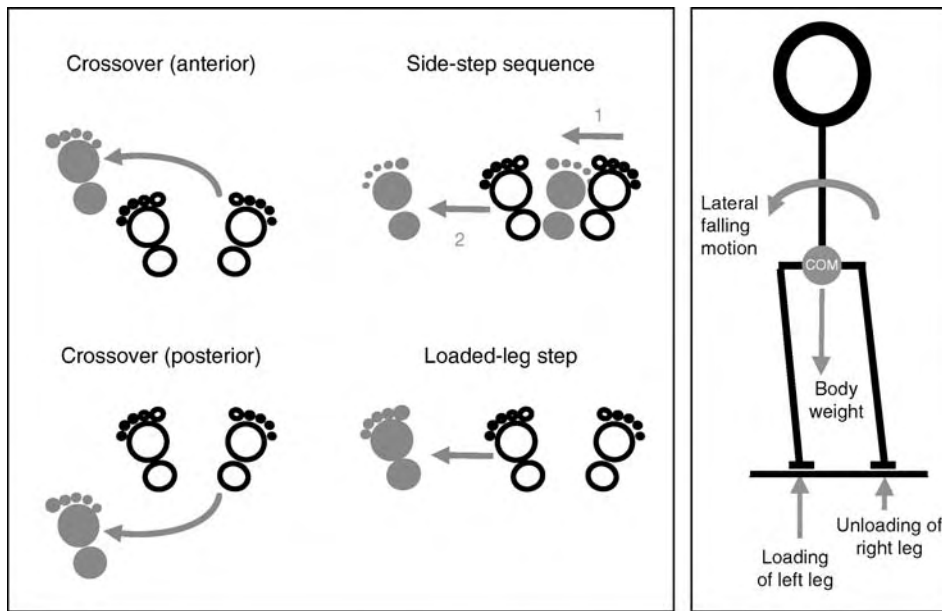 Crossover (anterior)
Side-step sequence
1
2
Crossover (posterior)
Loaded-leg step
Lateral
falling
motion
COM
Body
weight
Loading
of left leg
Unloading of
right leg